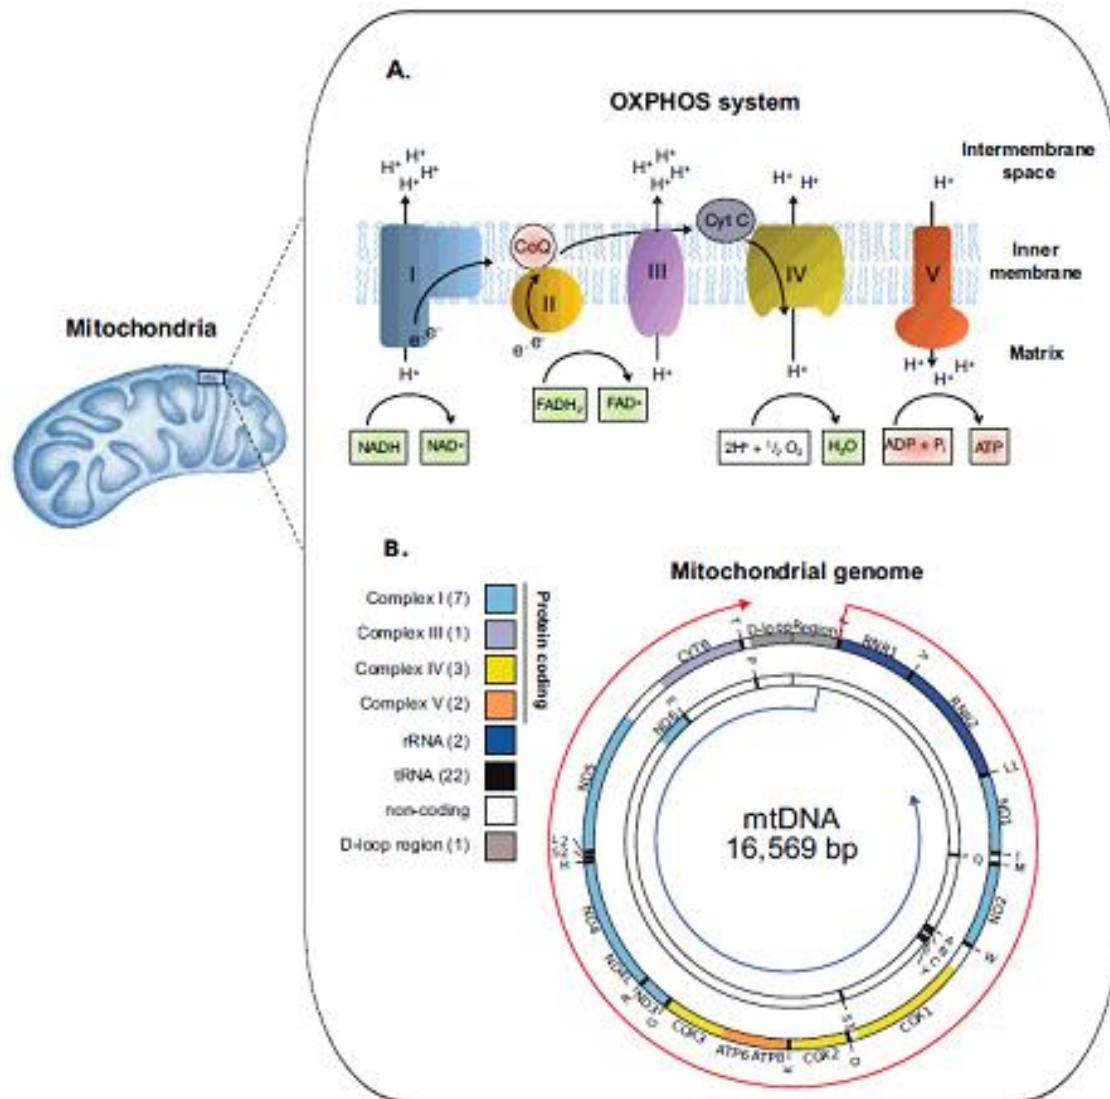 A.
OXPHOS system
H⁺ H⁺ H⁺ H⁺
H⁺ H⁺ H⁺ H⁺
H⁺ H⁺
H⁺
Intermembrane
space
I
CoQ
II
III
Cyt C
IV
V
Inner
membrane
e⁻ e⁻
e⁻ e⁻
Matrix
H⁺
H⁺
H⁺
H⁺ H⁺ H⁺ H⁺
NADH
NAD⁺
FADH₂
FAD⁺
2H⁺ + ¹/₂ O₂
H₂O
ADP + Pᵢ
ATP
Mitochondria
B.
Complex I (7)
Complex III (1)
Complex IV (3)
Complex V (2)
rRNA (2)
tRNA (22)
non-coding
D-loop region (1)
Protein coding
Mitochondrial genome
D-loop Region
RNR1
V
RNR2
L1
ND1
I
M
Q
ND2
W
COX1
S1
D
COX2
K
ATP8
ATP6
COX3
G
ND3
R
ND4L
ND4
ND5
ND6
E
CYTB
T
P
mtDNA
16,569 bp